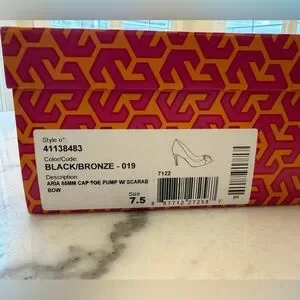 Style n°:
41138483
Color/Code:
BLACK/BRONZE - 019
Description:
ARIA 55MM CAP TOE PUMP W/ SCARAB
BOW
7122
Size
7.5